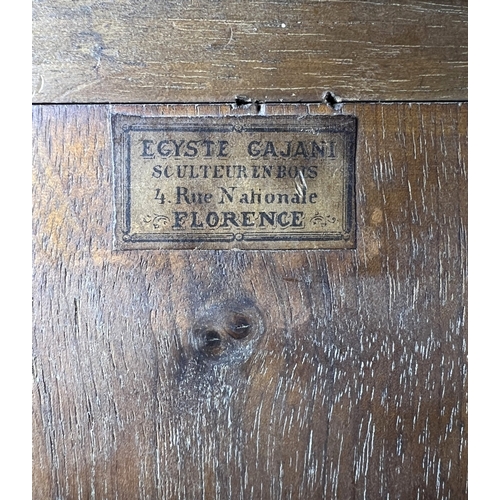 EGYSTE GAJANI
SCULTEUR EN BOIS
4. Rue Nationale
FLORENCE